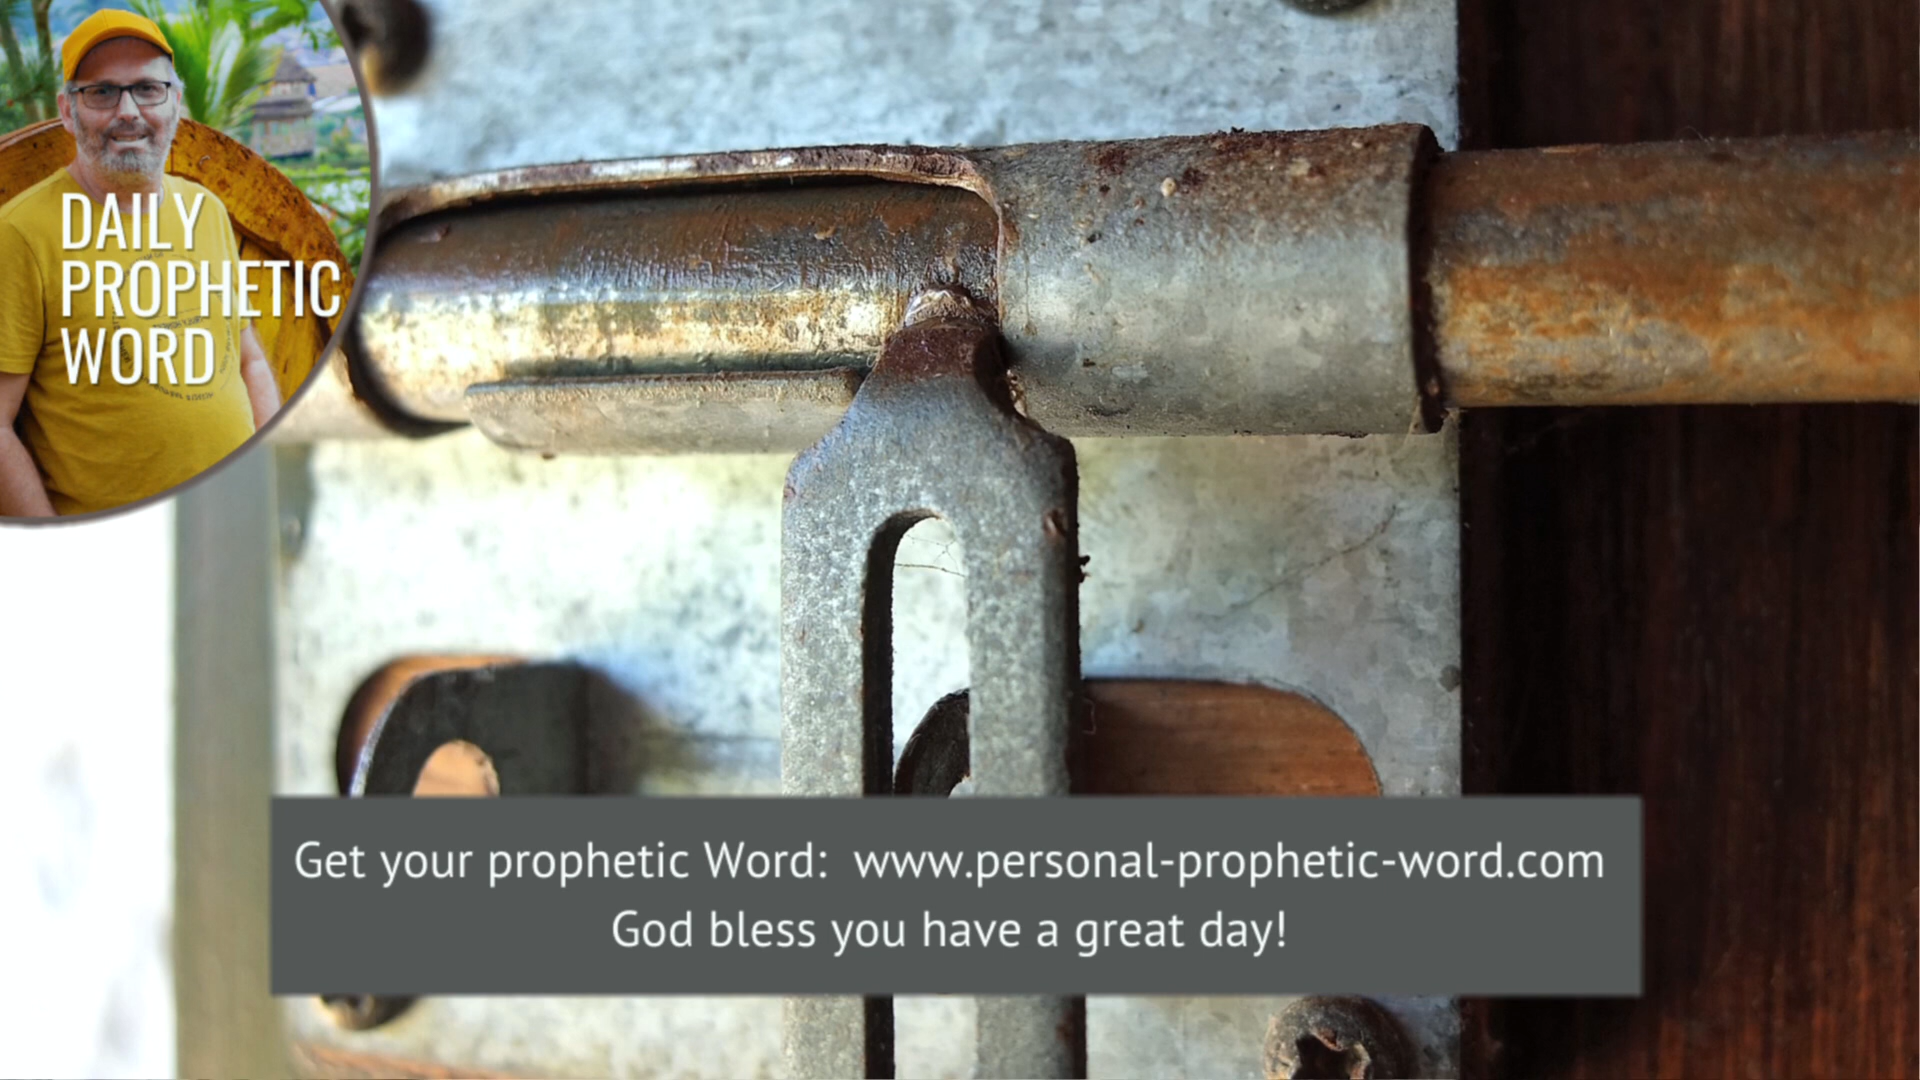 DAILY
PROPHETIC
WORD
Get your prophetic Word:  www.personal-prophetic-word.com
God bless you have a great day!